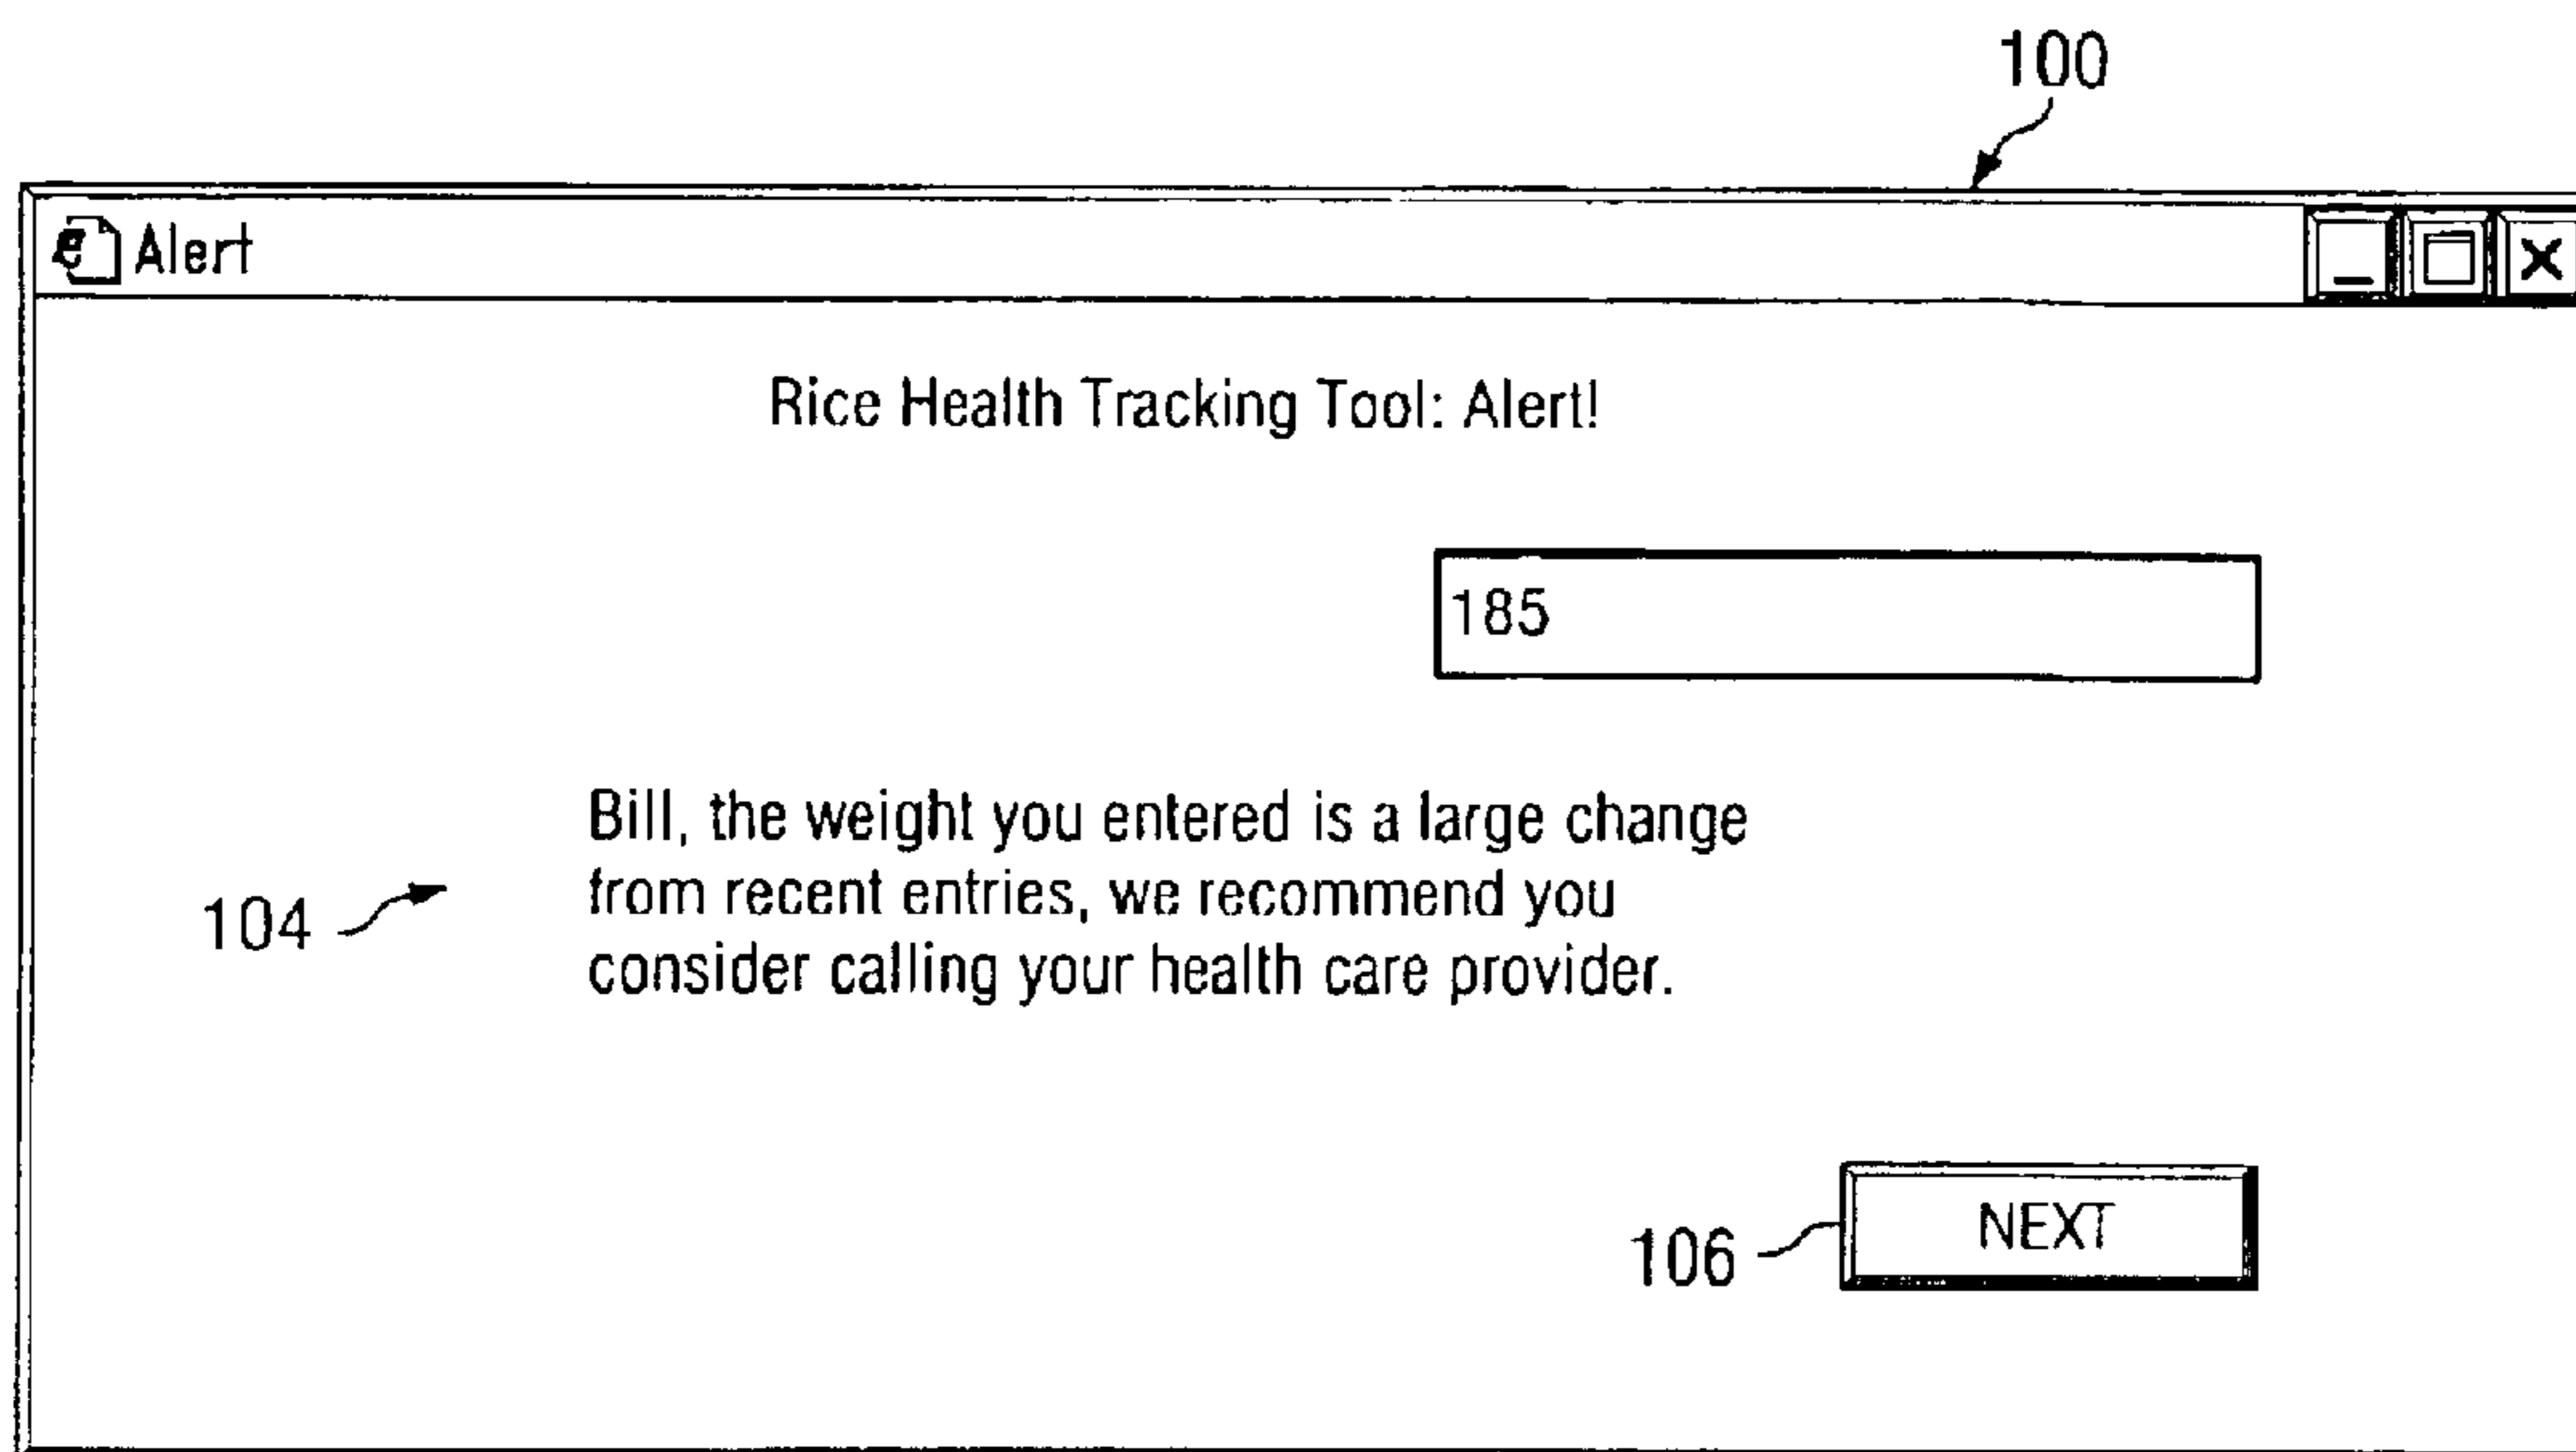 100
Alert
Rice Health Tracking Tool: Alert!
185
Bill, the weight you entered is a large change
from recent entries, we recommend you
consider calling your health care provider.
104
NEXT
106